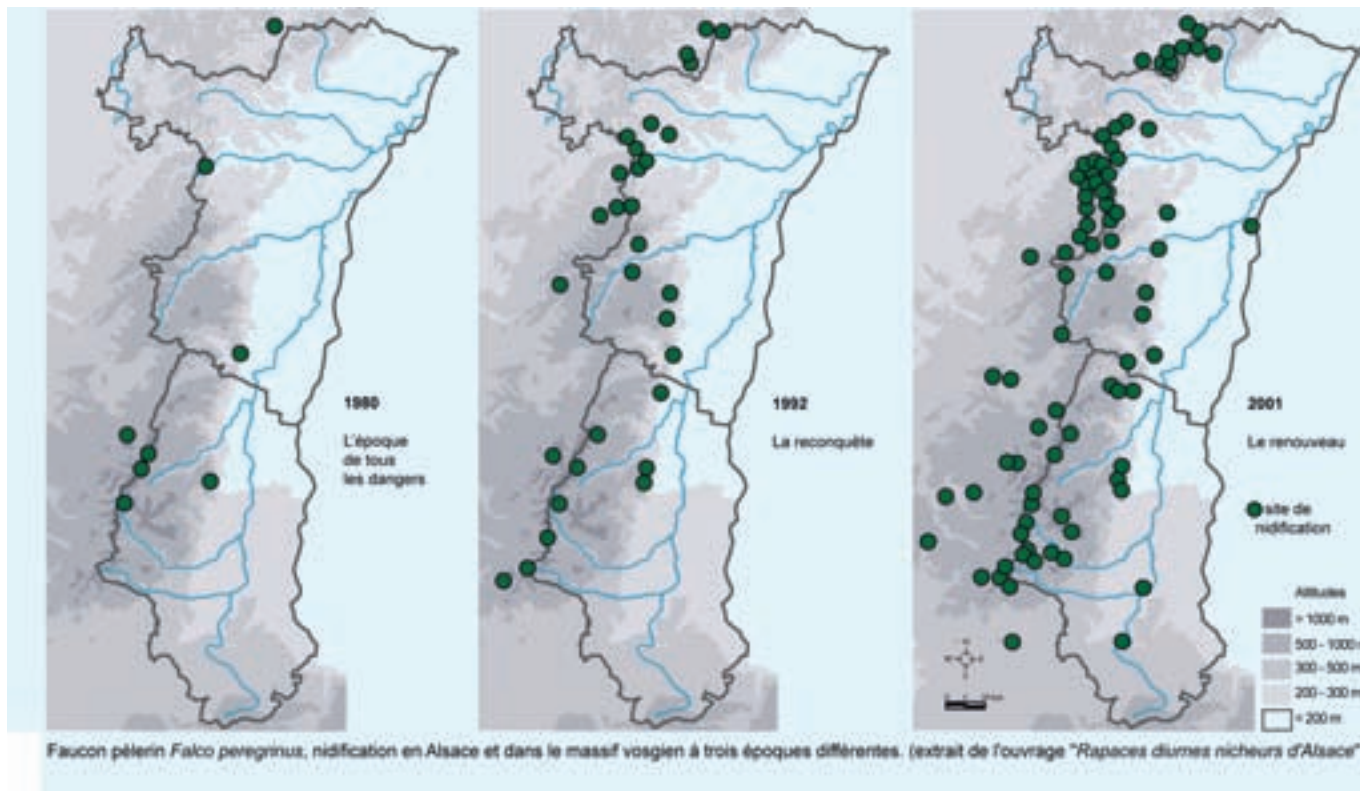 1980
L'époque
de tous
les dangers
1992
La reconquête
2001
Le renouveau
site de
nidification
Altitudes
> 1000 m
500 - 1000 m
300 - 500 m
200 - 300 m
< 200 m
Faucon pèlerin Falco peregrinus, nidification en Alsace et dans le massif vosgien à trois époques différentes. (extrait de l'ouvrage "Rapaces diurnes nicheurs d'Alsace"